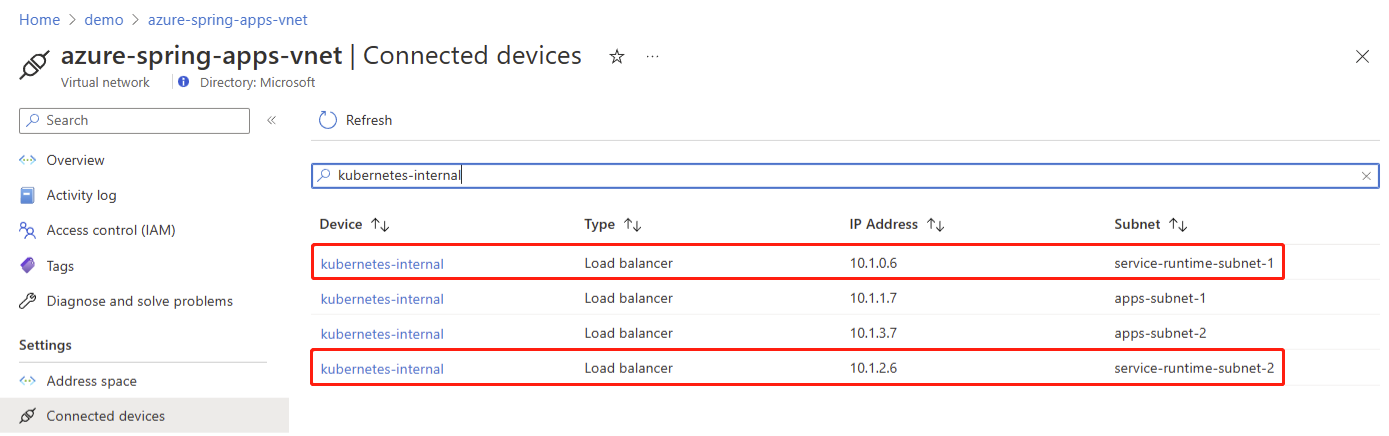 Home > demo > azure-spring-apps-vnet
azure-spring-apps-vnet | Connected devices
Virtual network Directory: Microsoft
Search
Refresh
Overview
Activity log
Access control (IAM)
Tags
Diagnose and solve problems
Settings
Address space
Connected devices
kubernetes-internal
Device Type IP Address Subnet
kubernetes-internal Load balancer 10.1.0.6 service-runtime-subnet-1
kubernetes-internal Load balancer 10.1.1.7 apps-subnet-1
kubernetes-internal Load balancer 10.1.3.7 apps-subnet-2
kubernetes-internal Load balancer 10.1.2.6 service-runtime-subnet-2